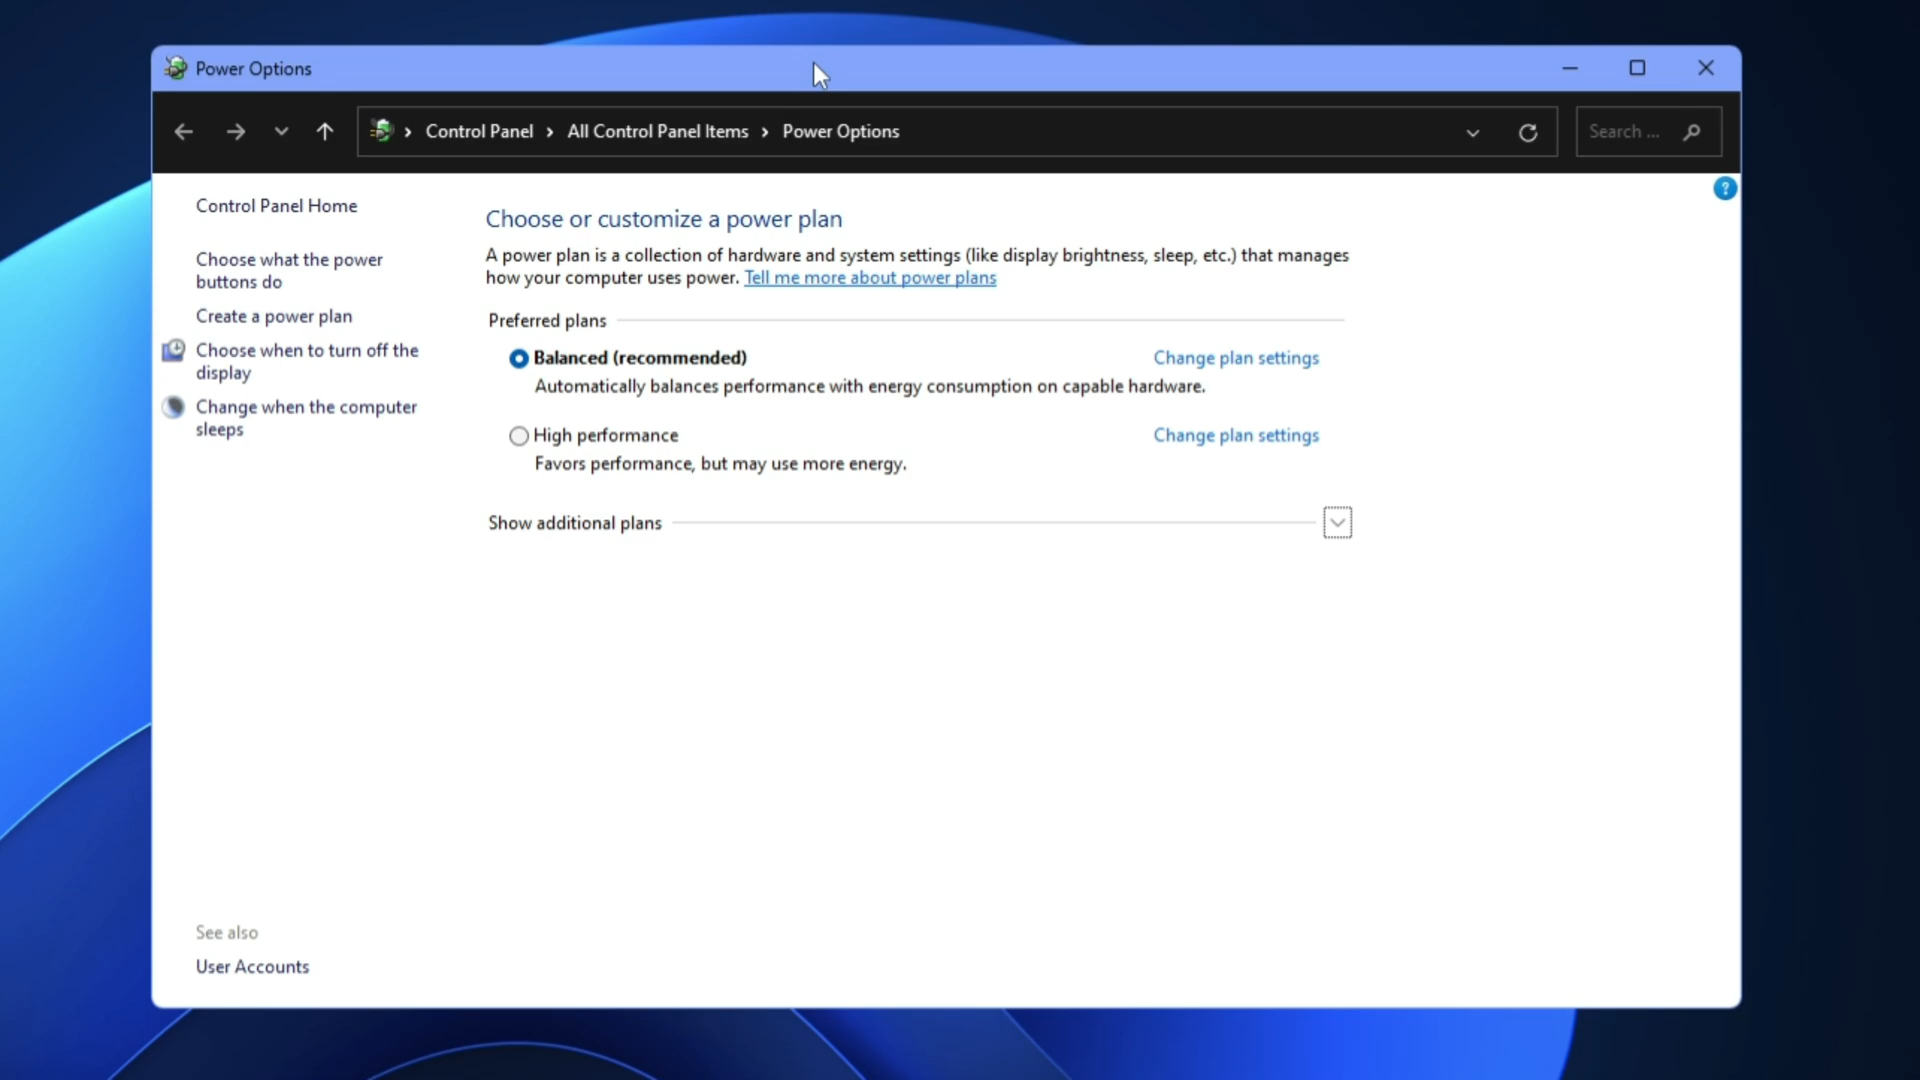 Power Options
Control Panel
All Control Panel Items
Power Options
Search ...
?
Control Panel Home
Choose what the power
buttons do
Create a power plan
Choose when to turn off the
display
Change when the computer
sleeps
Choose or customize a power plan
A power plan is a collection of hardware and system settings (like display brightness, sleep, etc.) that manages
how your computer uses power. Tell me more about power plans
Preferred plans
Balanced (recommended) Change plan settings
Automatically balances performance with energy consumption on capable hardware.
High performance Change plan settings
Favors performance, but may use more energy.
Show additional plans
See also
User Accounts